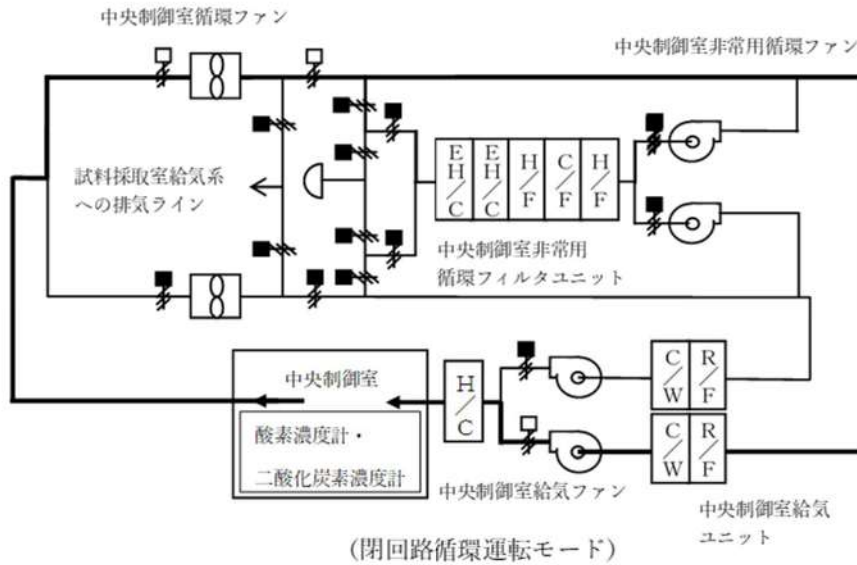 中央制御室循環ファン
中央制御室非常用循環ファン
試料採取室給気系
への排気ライン
EH/C
EH/C
H/F
C/F
H/F
中央制御室非常用
循環フィルタユニット
中央制御室
酸素濃度計・
二酸化炭素濃度計
H/C
C/W
R/F
C/W
R/F
中央制御室給気ファン
中央制御室給気
ユニット
(閉回路循環運転モード)